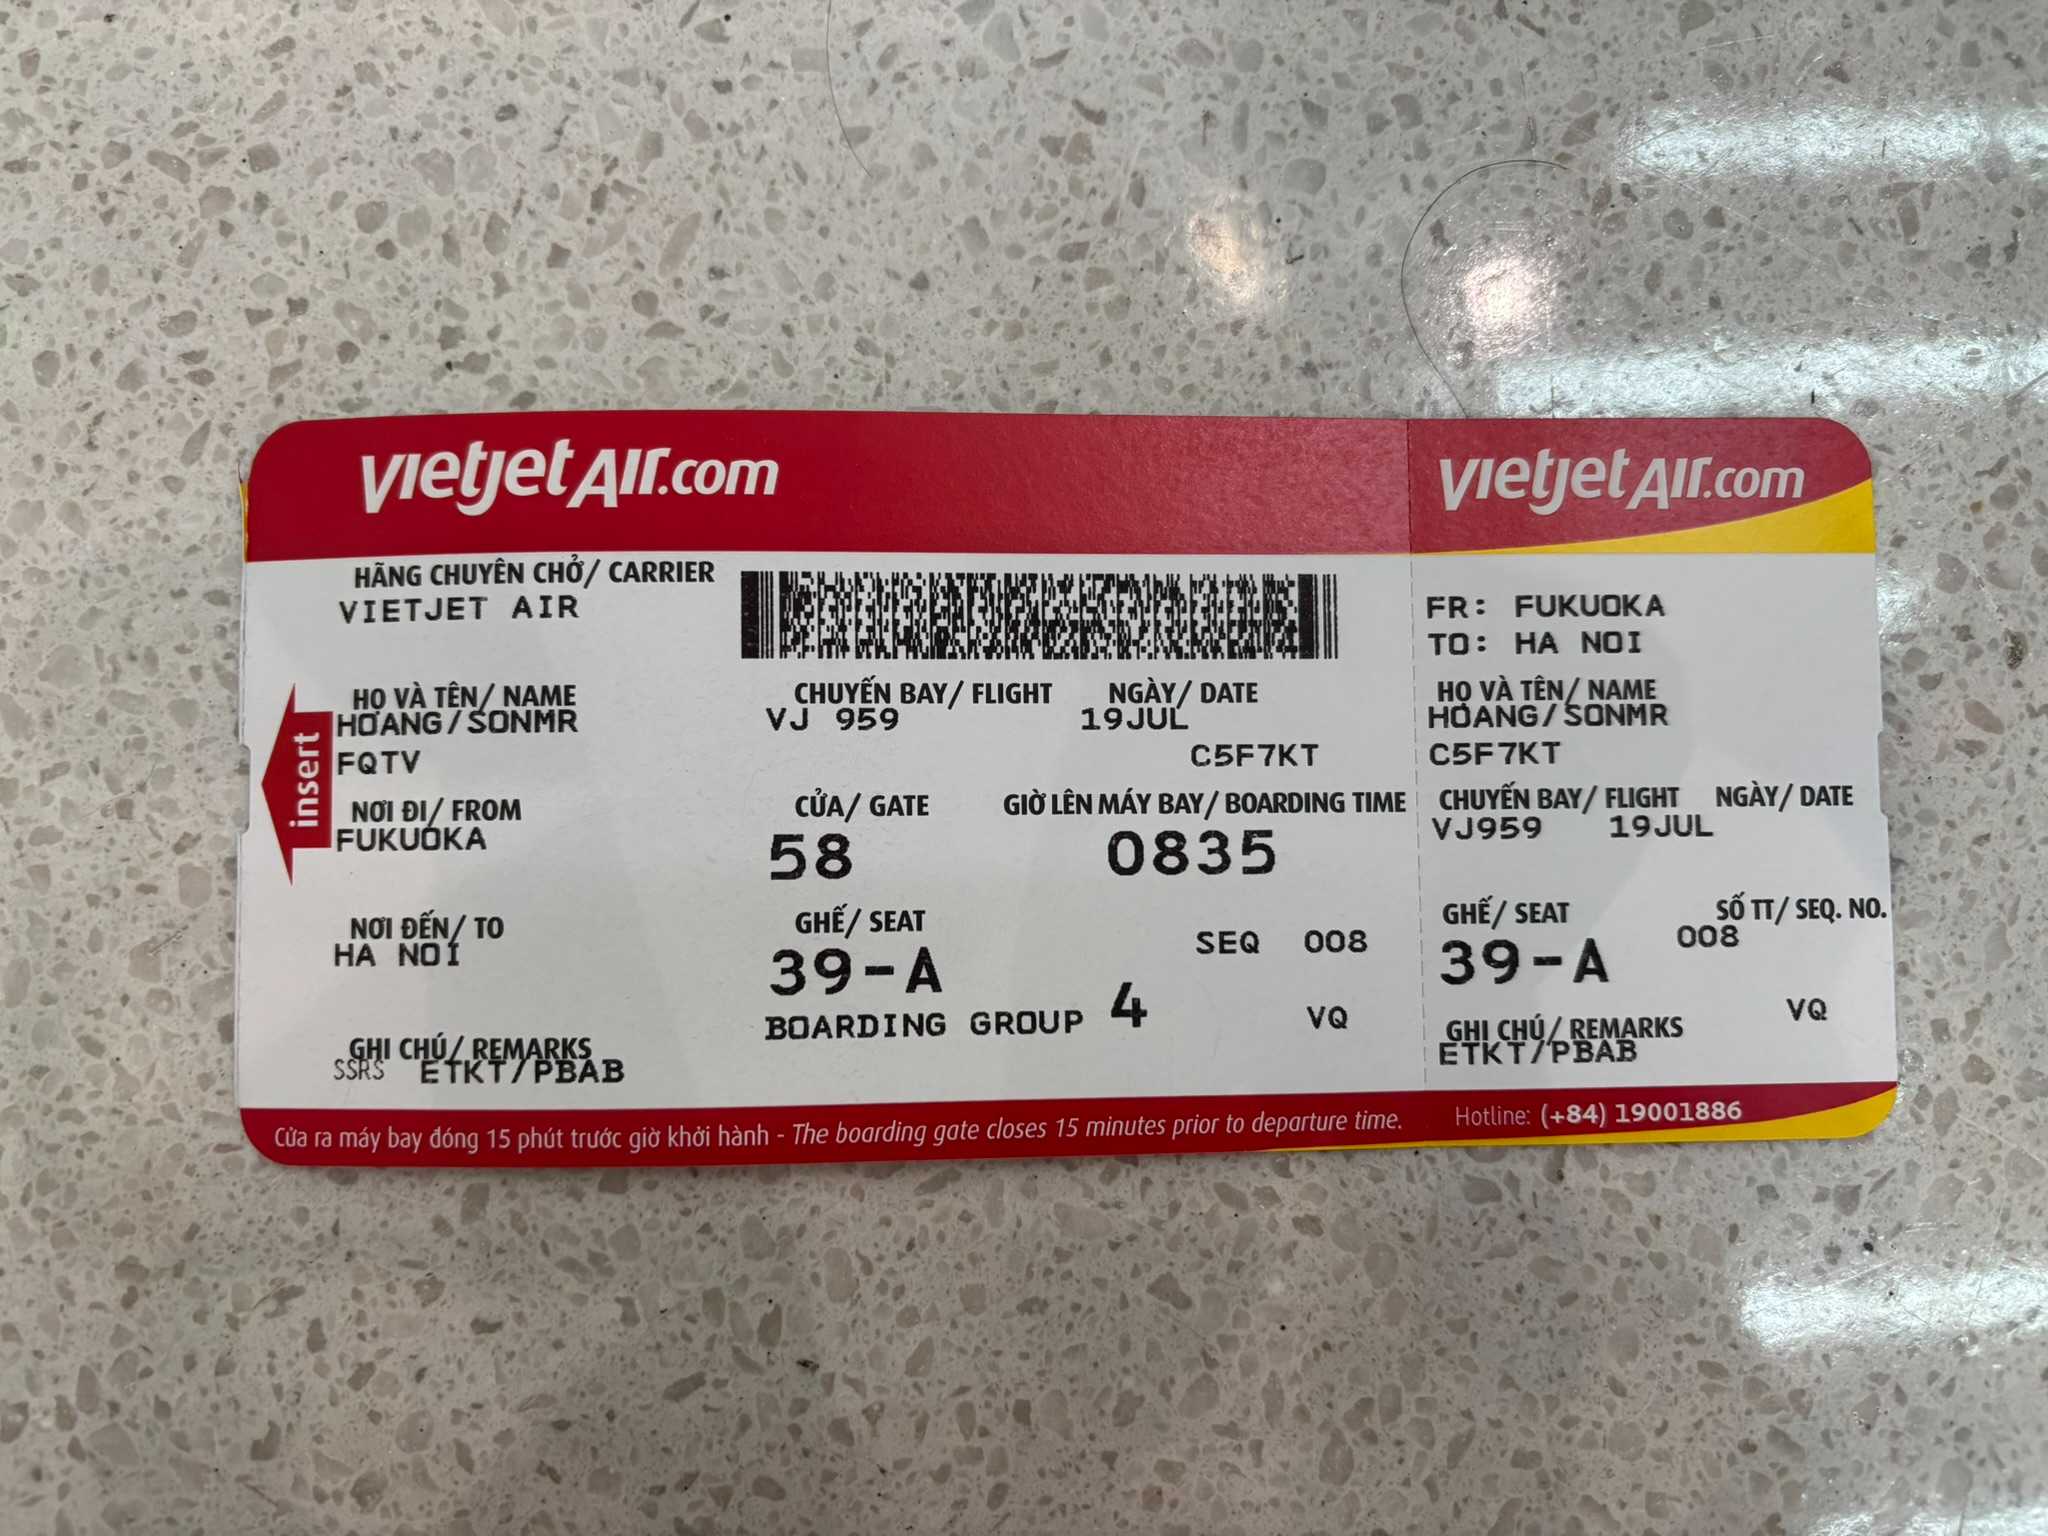 vietjetAir.com
HÃNG CHUYÊN CHỞ/ CARRIER
VIETJET AIR
HỌ VÀ TÊN/ NAME
HOANG/SONMR
FQTV
NƠI ĐI/ FROM
FUKUOKA
NƠI ĐẾN/ TO
HA NOI
GHI CHÚ/ REMARKS
SSRS ETKT/PBAB
insert
CHUYẾN BAY/ FLIGHT NGÀY/ DATE
VJ 959 19JUL
C5F7KT
CỬA/ GATE GIỜ LÊN MÁY BAY/ BOARDING TIME
58 0835
GHẾ/ SEAT
39-A SEQ 008
BOARDING GROUP 4 VQ
Cửa ra máy bay đóng 15 phút trước giờ khởi hành - The boarding gate closes 15 minutes prior to departure time.
vietjetAir.com
FR: FUKUOKA
TO: HA NOI
HỌ VÀ TÊN/ NAME
HOANG/SONMR
C5F7KT
CHUYẾN BAY/ FLIGHT NGÀY/ DATE
VJ959 19JUL
GHẾ/ SEAT SỐ TT/ SEQ. NO.
39-A 008
VQ
GHI CHÚ/ REMARKS
ETKT/PBAB
Hotline: (+84) 19001886